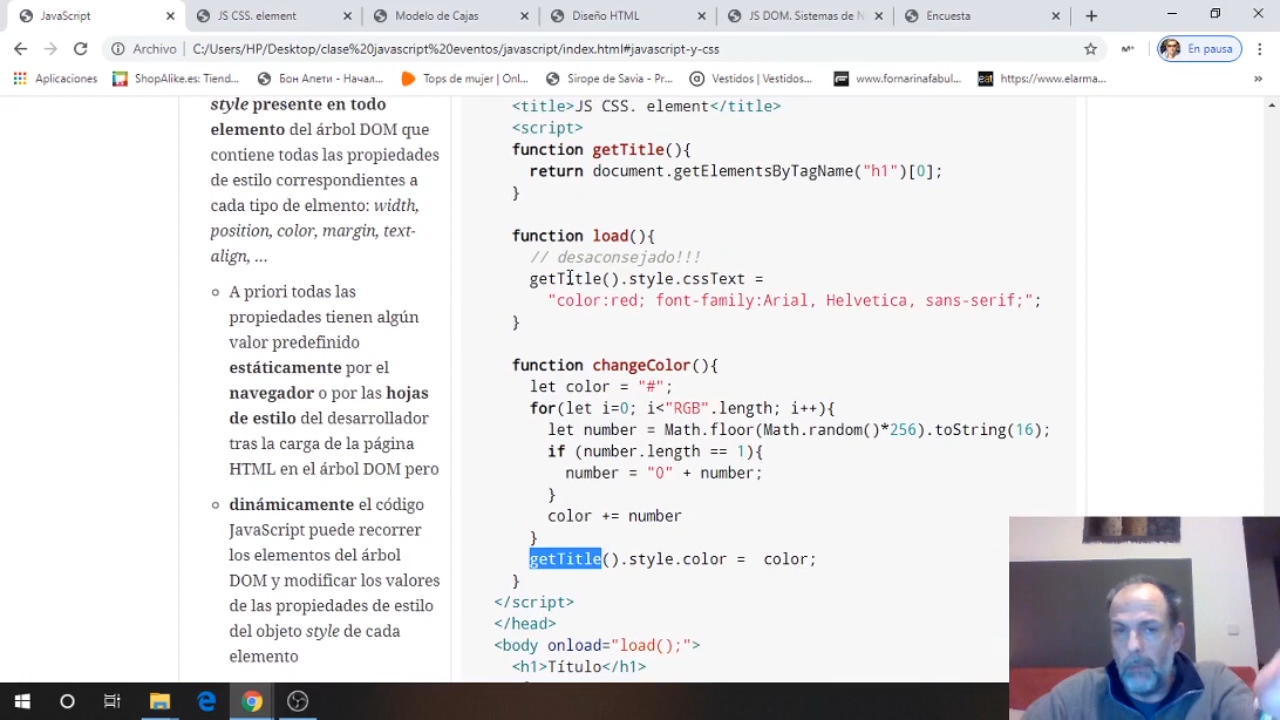 JavaScript
JS CSS. element
Modelo de Cajas
Diseño HTML
JS DOM. Sistemas de N
Encuesta
Archivo
C:/Users/HP/Desktop/clase%20javascript%20eventos/javascript/index.html#javascript-y-css
En pausa
Aplicaciones
ShopAlike.es: Tiend...
Бон Апети - Начал...
Tops de mujer | Onl...
Sirope de Savia - Pr...
Vestidos | Vestidos...
www.fornarinafabul...
https://www.elarma...
»
style presente en todo
elemento del árbol DOM que
contiene todas las propiedades
de estilo correspondientes a
cada tipo de elmento: width,
position, color, margin, text-
align, ...
A priori todas las
propiedades tienen algún
valor predefinido
estáticamente por el
navegador o por las hojas
de estilo del desarrollador
tras la carga de la página
HTML en el árbol DOM pero
dinámicamente el código
JavaScript puede recorrer
los elementos del árbol
DOM y modificar los valores
de las propiedades de estilo
del objeto style de cada
elemento
<title>JS CSS. element</title>
<script>
function getTitle(){
return document.getElementsByTagName("h1")[0];
}
function load(){
// desaconsejado!!!
getTitle().style.cssText =
"color:red; font-family:Arial, Helvetica, sans-serif;";
}
function changeColor(){
let color = "#";
for(let i=0; i<"RGB".length; i++){
let number = Math.floor(Math.random()*256).toString(16);
if (number.length == 1){
number = "0" + number;
}
color += number
}
getTitle().style.color =  color;
}
</script>
</head>
<body onload="load();">
<h1>Título</h1>